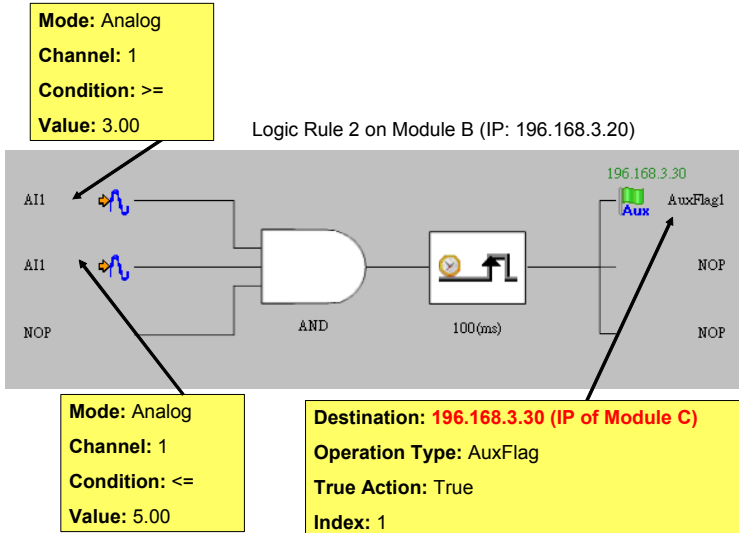 Mode: Analog
Channel: 1
Condition: >=
Value: 3.00
Logic Rule 2 on Module B (IP: 196.168.3.20)
196.168.3.30
AI1
Aux
AuxFlag1
AI1
NOP
NOP
AND
100(ms)
NOP
Mode: Analog
Channel: 1
Condition: <=
Value: 5.00
Destination: 196.168.3.30 (IP of Module C)
Operation Type: AuxFlag
True Action: True
Index: 1